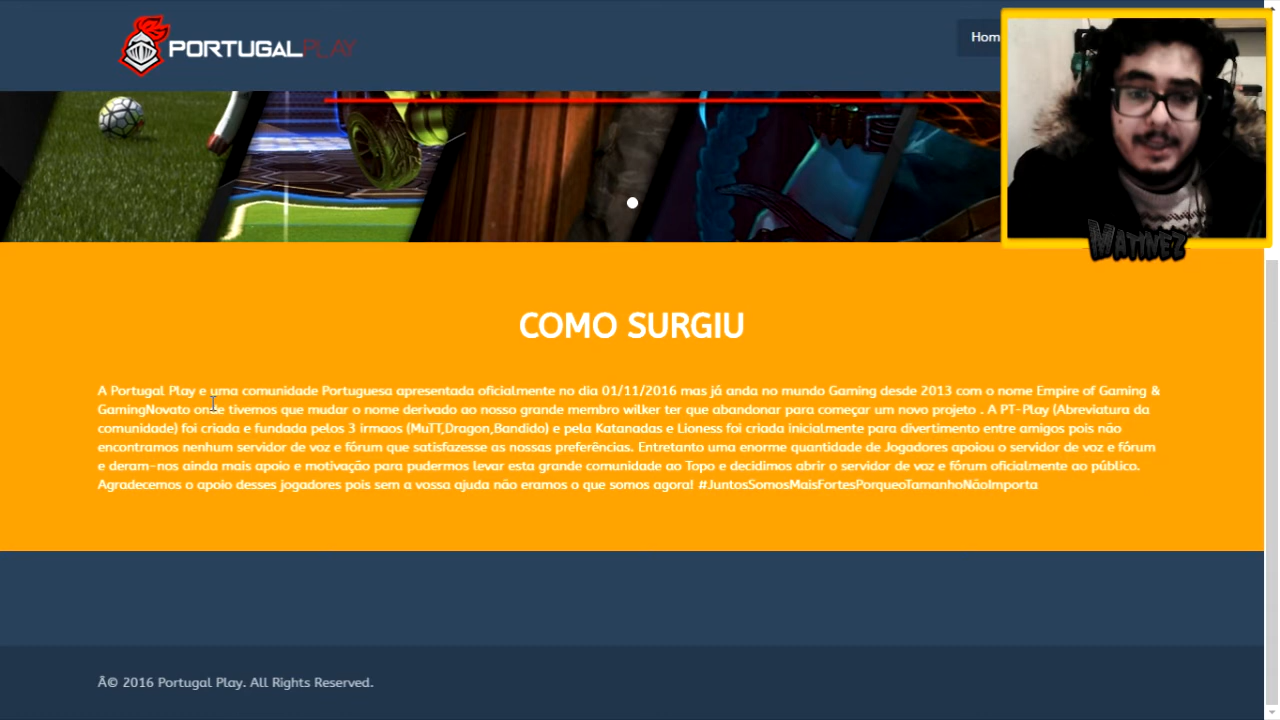 PORTUGALPLAY
Hom
MATYNEZ
COMO SURGIU
A Portugal Play e uma comunidade Portuguesa apresentada oficialmente no dia 01/11/2016 mas já anda no mundo Gaming desde 2013 com o nome Empire of Gaming &
GamingNovato onde tivemos que mudar o nome derivado ao nosso grande membro wilker ter que abandonar para começar um novo projeto . A PT-Play (Abreviatura da
comunidade) foi criada e fundada pelos 3 irmaos (MuTT,Dragon,Bandido) e pela Katanadas e Lioness foi criada inicialmente para divertimento entre amigos pois não
encontramos nenhum servidor de voz e fórum que satisfazesse as nossas preferências. Entretanto uma enorme quantidade de Jogadores apoiou o servidor de voz e fórum
e deram-nos ainda mais apoio e motivação para pudermos levar esta grande comunidade ao Topo e decidimos abrir o servidor de voz e fórum oficialmente ao público.
Agradecemos o apoio desses jogadores pois sem a vossa ajuda não eramos o que somos agora! #JuntosSomosMaisFortesPorqueoTamanhoNãoImporta
Ã© 2016 Portugal Play. All Rights Reserved.